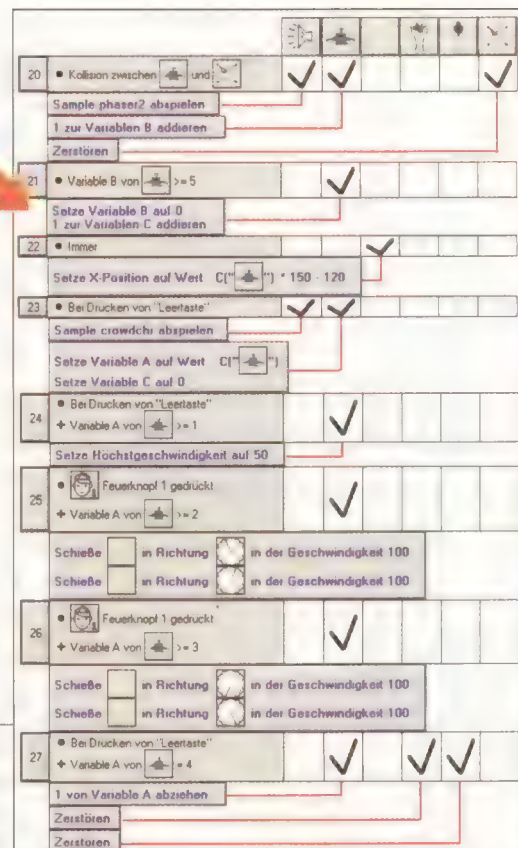 20 • Kollision zwischen und
Sample phaser2 abspielen
1 zur Variablen B addieren
Zerstören
21 • Variable B von >= 5
Setze Variable B auf 0
1 zur Variablen C addieren
22 • Immer
Setze X-Position auf Wert C(" ") * 150 - 120
23 • Bei Drücken von "Leertaste"
Sample crowdchr abspielen
Setze Variable A auf Wert C(" ")
Setze Variable C auf 0
24 • Bei Drücken von "Leertaste"
+ Variable A von >= 1
Setze Höchstgeschwindigkeit auf 50
25 • Feuerknopf 1 gedrückt
+ Variable A von >= 2
Schieße in Richtung in der Geschwindigkeit 100
Schieße in Richtung in der Geschwindigkeit 100
26 • Feuerknopf 1 gedrückt
+ Variable A von >= 3
Schieße in Richtung in der Geschwindigkeit 100
Schieße in Richtung in der Geschwindigkeit 100
27 • Bei Drücken von "Leertaste"
+ Variable A von = 4
1 von Variable A abziehen
Zerstören
Zerstören